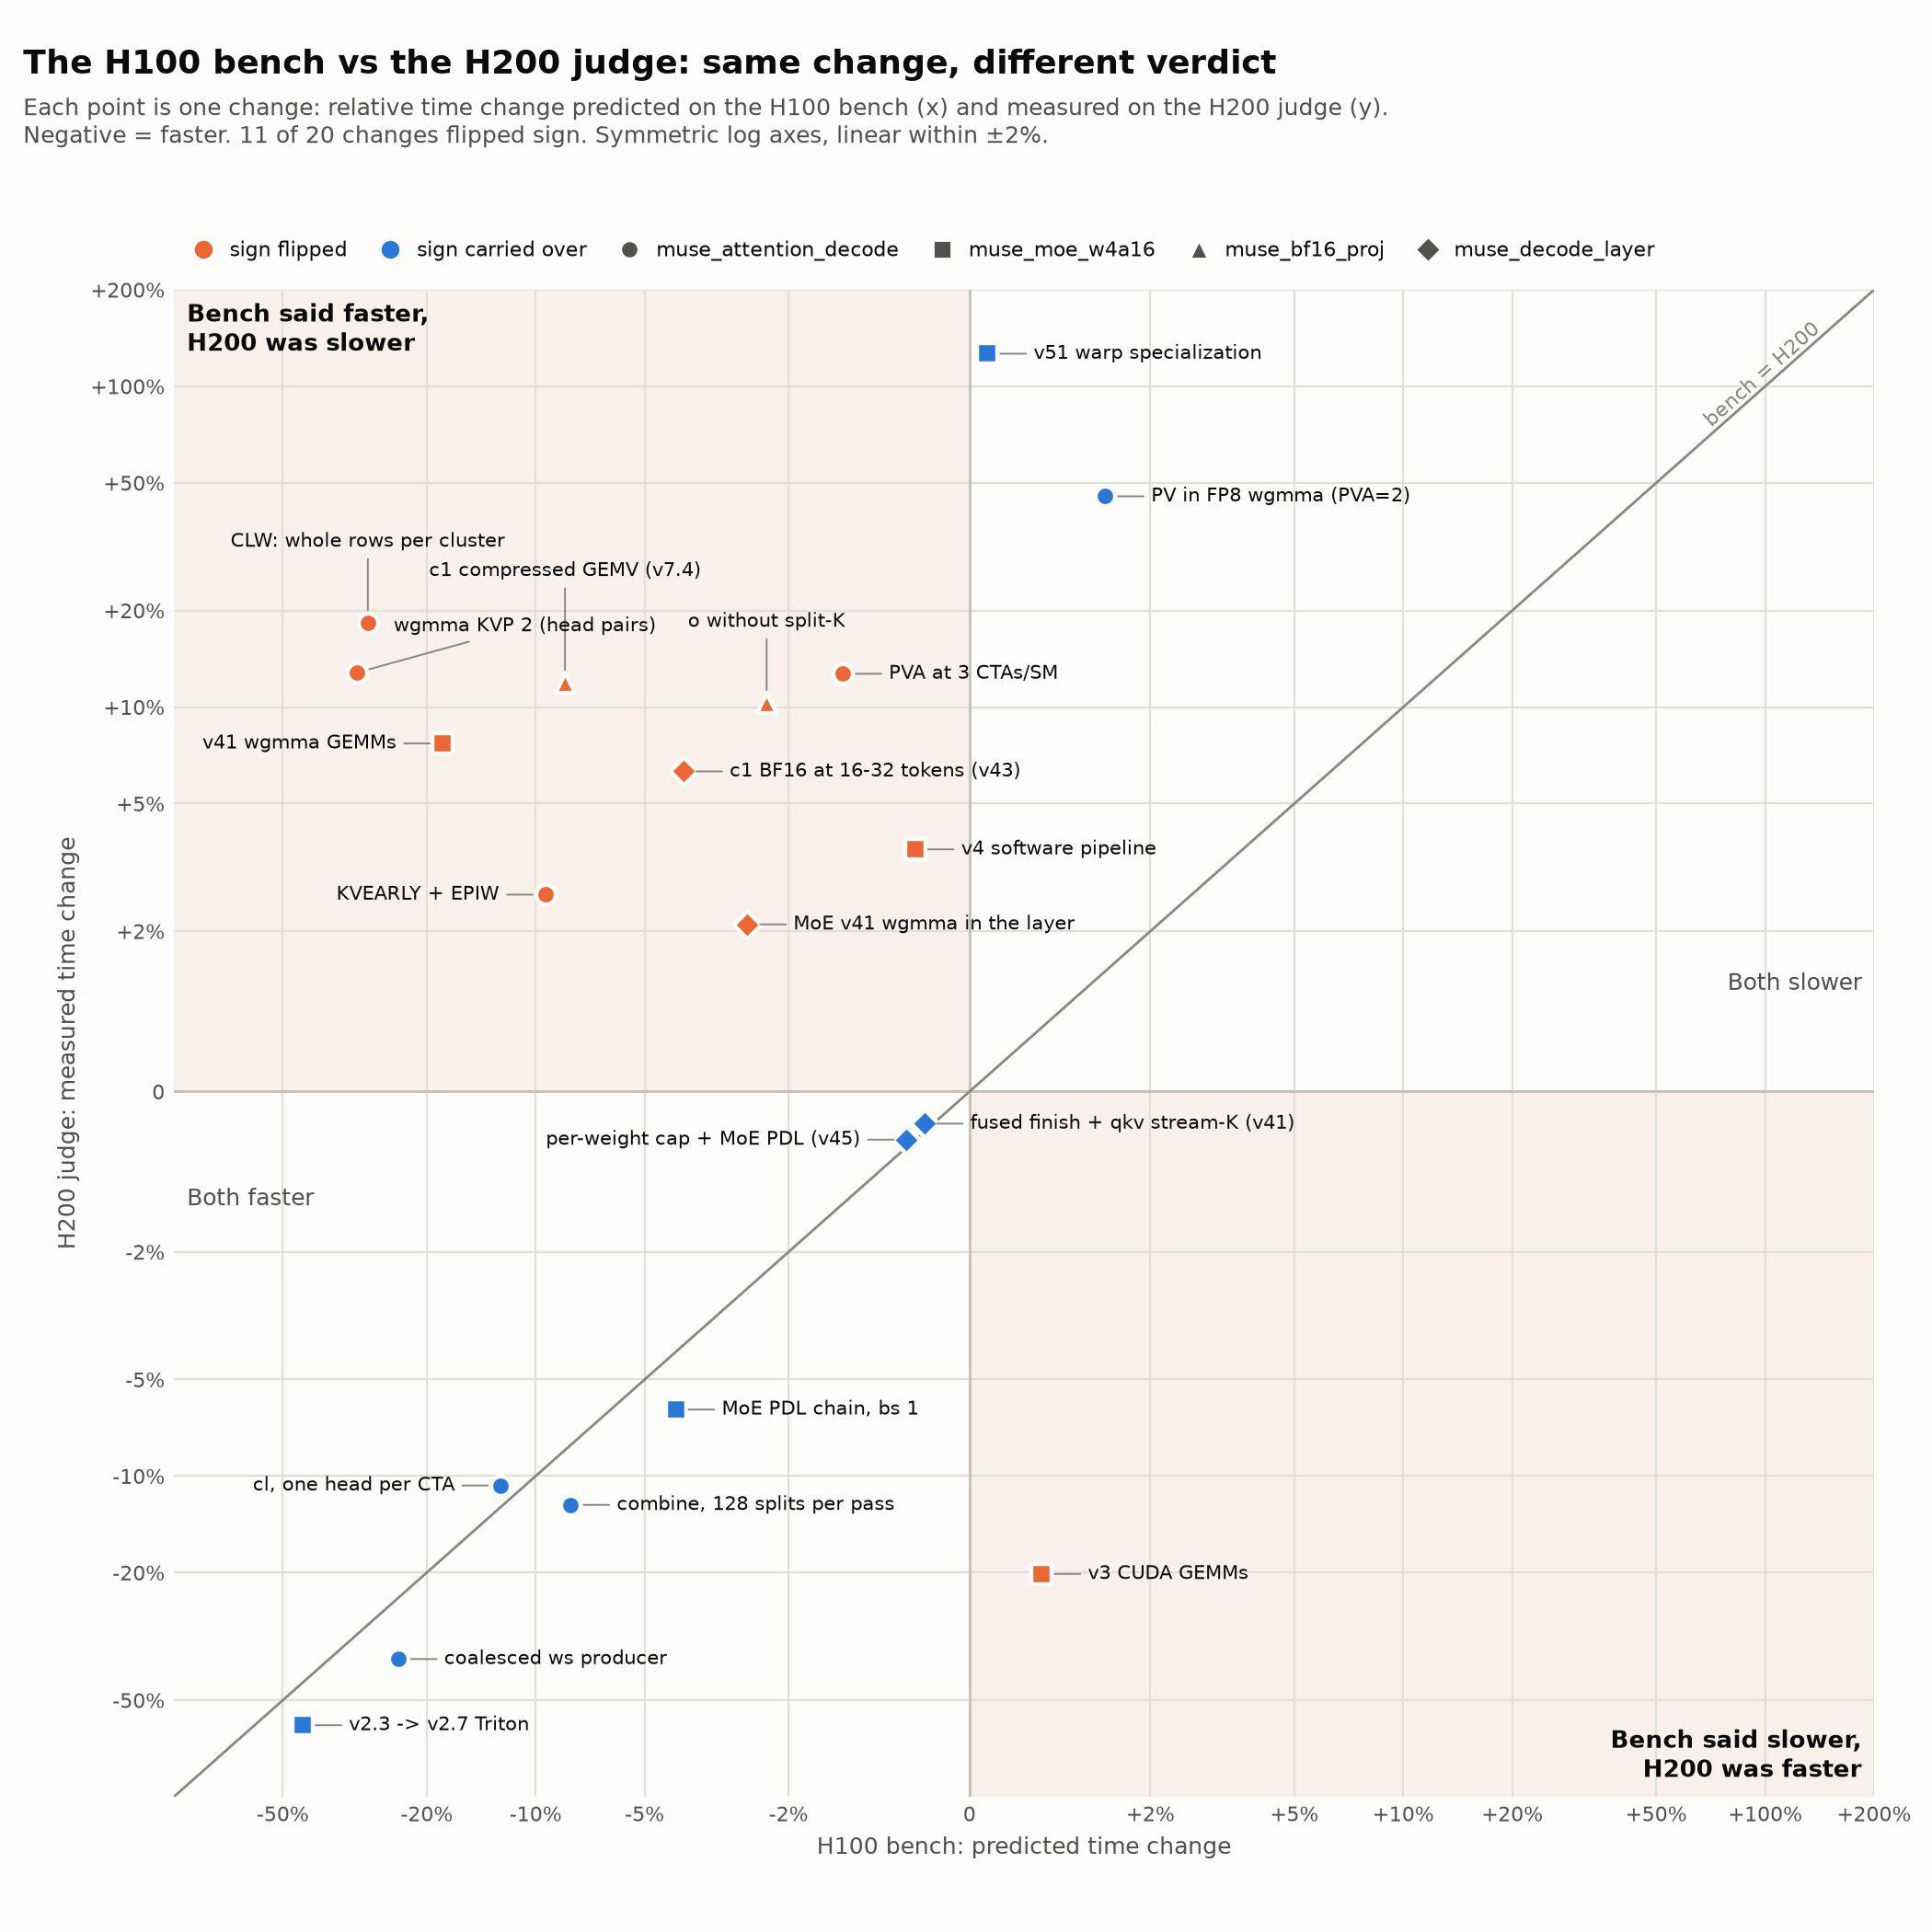 The H100 bench vs the H200 judge: same change, different verdict
Each point is one change: relative time change predicted on the H100 bench (x) and measured on the H200 judge (y).
Negative = faster. 11 of 20 changes flipped sign. Symmetric log axes, linear within ±2%.
sign flipped
sign carried over
muse_attention_decode
muse_moe_w4a16
muse_bf16_proj
muse_decode_layer
+200%
Bench said faster,
H200 was slower
bench = H200
v51 warp specialization
+100%
+50%
PV in FP8 wgmma (PVA=2)
CLW: whole rows per cluster
c1 compressed GEMV (v7.4)
+20%
wgmma KVP 2 (head pairs)
o without split-K
PVA at 3 CTAs/SM
+10%
v41 wgmma GEMMs
c1 BF16 at 16-32 tokens (v43)
+5%
v4 software pipeline
KVEARLY + EPIW
MoE v41 wgmma in the layer
+2%
Both slower
H200 judge: measured time change
0
fused finish + qkv stream-K (v41)
per-weight cap + MoE PDL (v45)
Both faster
-2%
-5%
MoE PDL chain, bs 1
-10%
cl, one head per CTA
combine, 128 splits per pass
-20%
v3 CUDA GEMMs
coalesced ws producer
-50%
v2.3 -> v2.7 Triton
Bench said slower,
H200 was faster
-50%
-20%
-10%
-5%
-2%
0
+2%
+5%
+10%
+20%
+50%
+100%
+200%
H100 bench: predicted time change